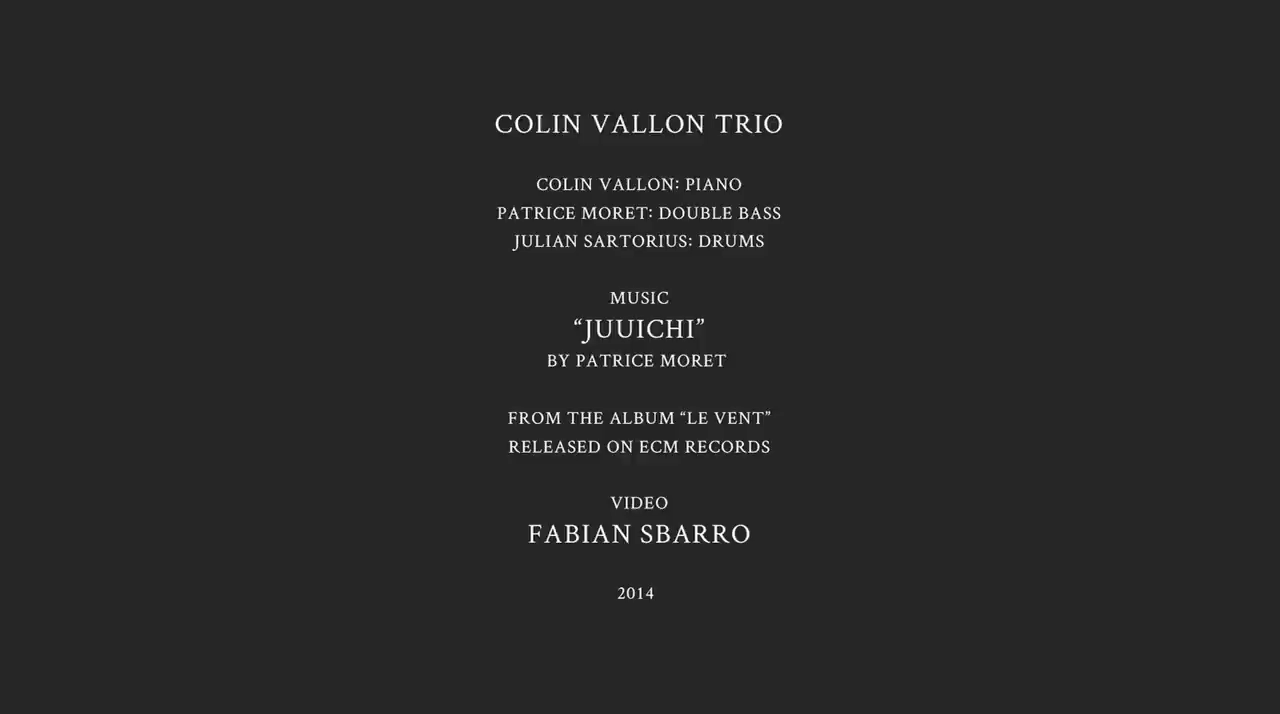 COLIN VALLON TRIO
COLIN VALLON: PIANO
PATRICE MORET: DOUBLE BASS
JULIAN SARTORIUS: DRUMS
MUSIC
“JUUICHI”
BY PATRICE MORET
FROM THE ALBUM “LE VENT”
RELEASED ON ECM RECORDS
VIDEO
FABIAN SBARRO
2014